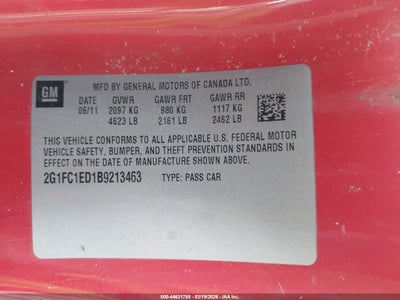 GM
MFD BY GENERAL MOTORS OF CANADA LTD.
DATE GVWR GAWR FRT GAWR RR
06/11 2097 KG 980 KG 1117 KG
4623 LB 2161 LB 2462 LB
THIS VEHICLE CONFORMS TO ALL APPLICABLE U.S. FEDERAL MOTOR
VEHICLE SAFETY, BUMPER, AND THEFT PREVENTION STANDARDS IN
EFFECT ON THE DATE OF MANUFACTURE SHOWN ABOVE.
2G1FC1ED1B9213463 TYPE: PASS CAR
000-44631788 - 03/19/2026 - IAA Inc.